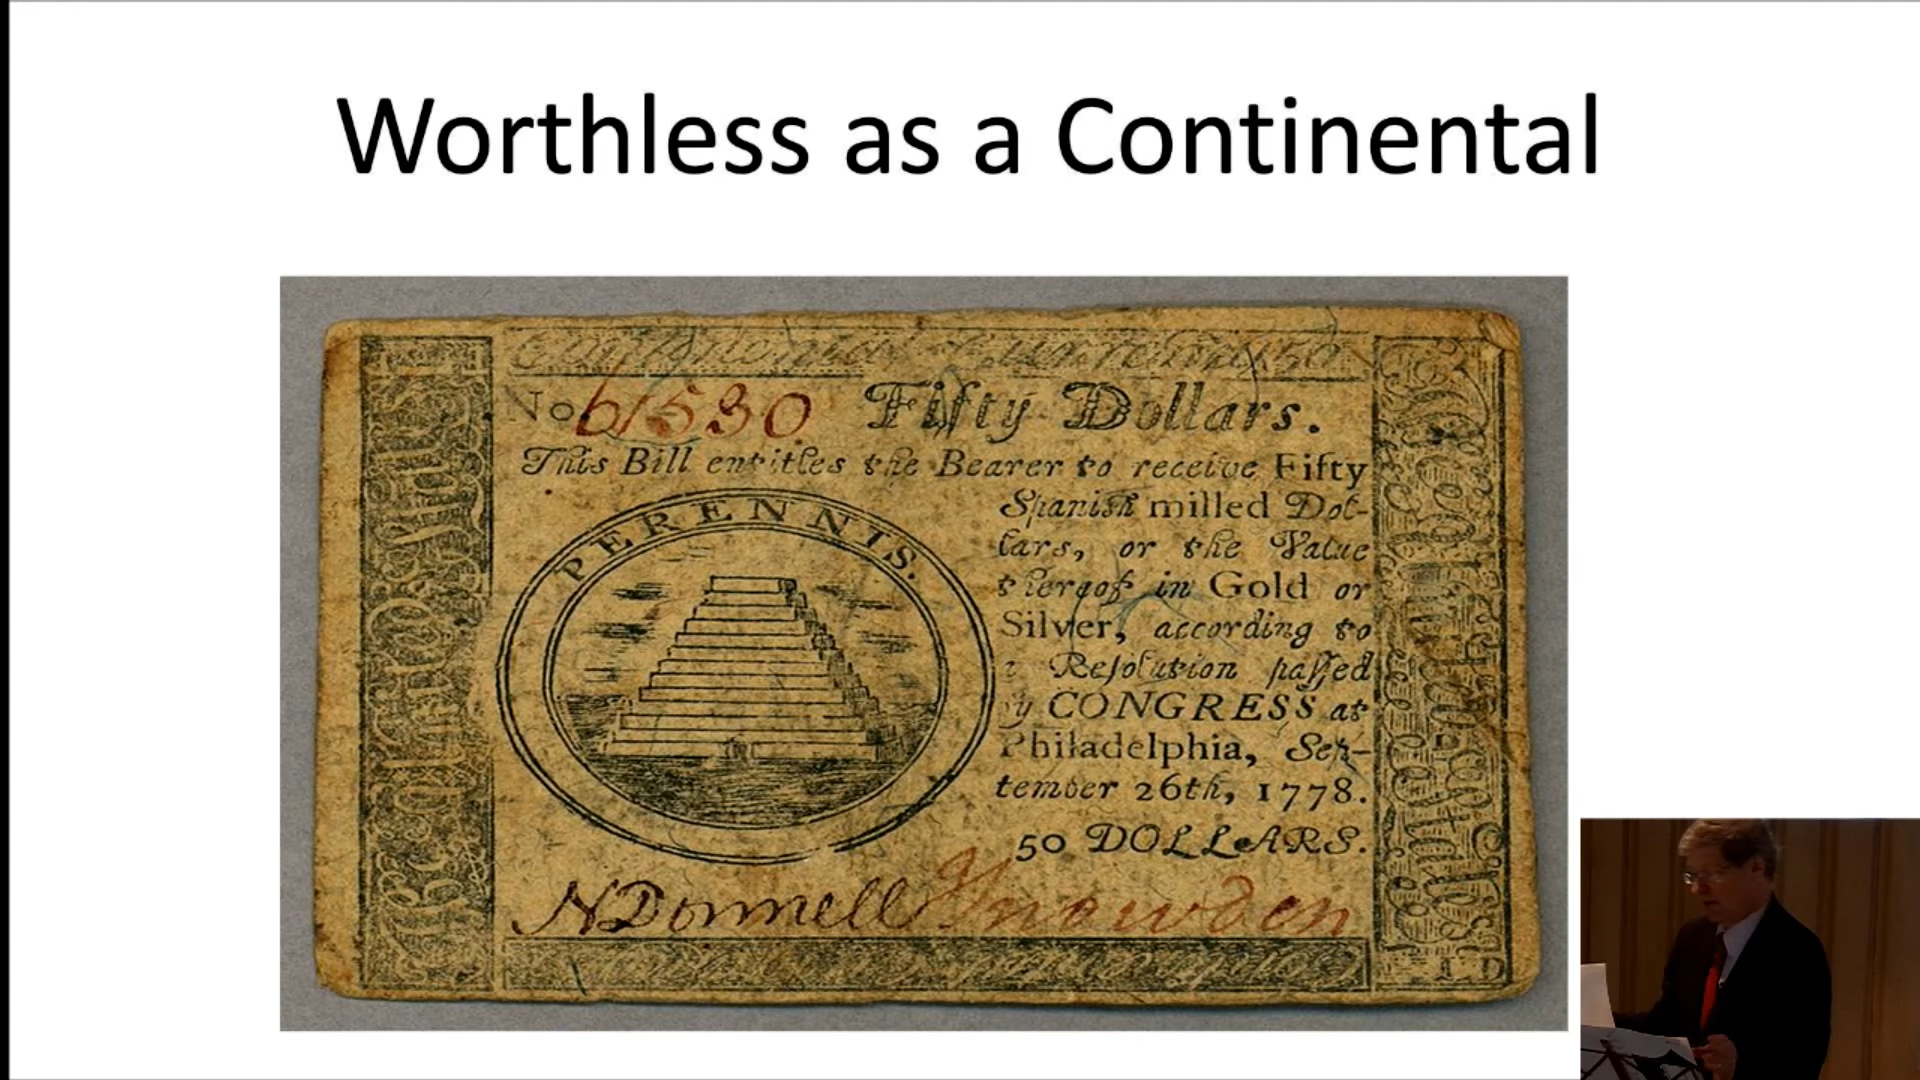 Worthless as a Continental
No 61530 Fifty Dollars.
This Bill entitles the Bearer to receive Fifty
PERENNIS.
Spanish milled Dol-
lars, or the Value
thereof in Gold or
Silver, according to
a Resolution passed
by CONGRESS at
Philadelphia, Sep-
tember 26th, 1778.
50 DOLLARS.
N Donnell Snowden